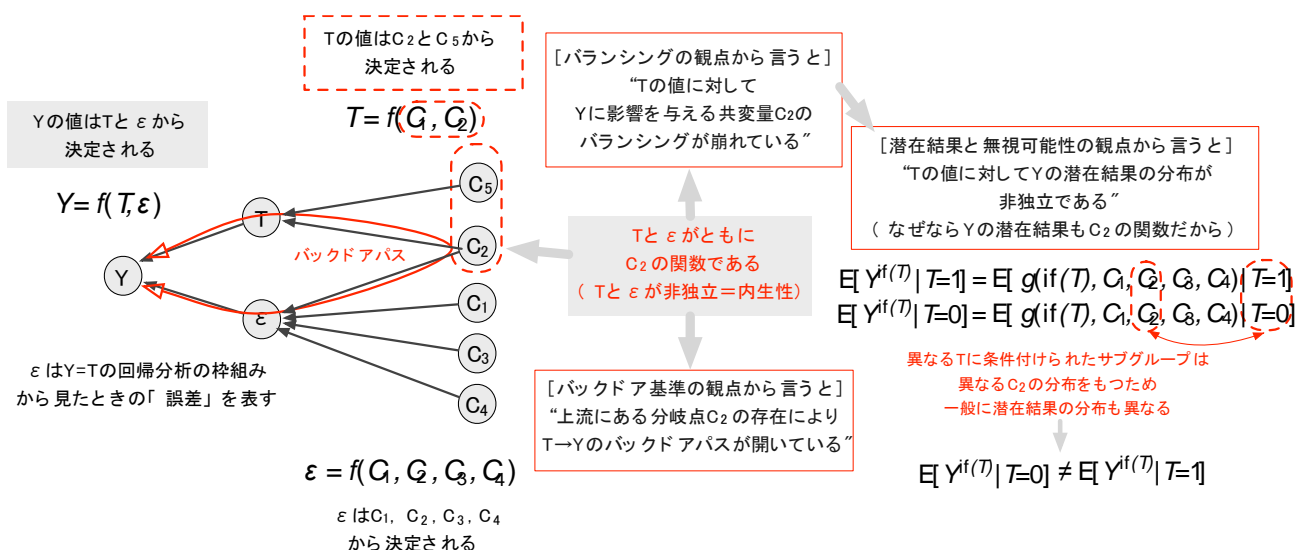 Tの値はC₂とC₅から
決定される
T= f(C₁, C₂)
Yの値はTと εから
決定される
Y= f(T,ε)
C₅
T
C₂
バックドアパス
Y
C₁
ε
C₃
C₄
εはY=Tの回帰分析の枠組み
から見たときの「誤差」を表す
ε = f(C₁, C₂, C₃, C₄)
εはC₁, C₂, C₃, C₄
から決定される
[バランシングの観点から言うと]
“Tの値に対して
Yに影響を与える共変量C₂の
バランシングが崩れている”
Tと εがともに
C₂の関数である
( Tと εが非独立＝内生性)
[バックドア基準の観点から言うと]
“上流にある分岐点C₂の存在により
T→Yのバックドアパスが開いている”
[潜在結果と無視可能性の観点から言うと]
“Tの値に対してYの潜在結果の分布が
非独立である”
( なぜならYの潜在結果もC₂の関数だから)
E[ Y^if(T)| T=1] = E[ g(if(T), C₁, C₂, C₃, C₄)| T=1]
E[ Y^if(T)| T=0] = E[ g(if(T), C₁, C₂, C₃, C₄)| T=0]
異なるTに条件付けられたサブグループは
異なるC₂の分布をもつため
一般に潜在結果の分布も異なる
E[ Y^if(T)| T=0] ≠ E[ Y^if(T)| T=1]